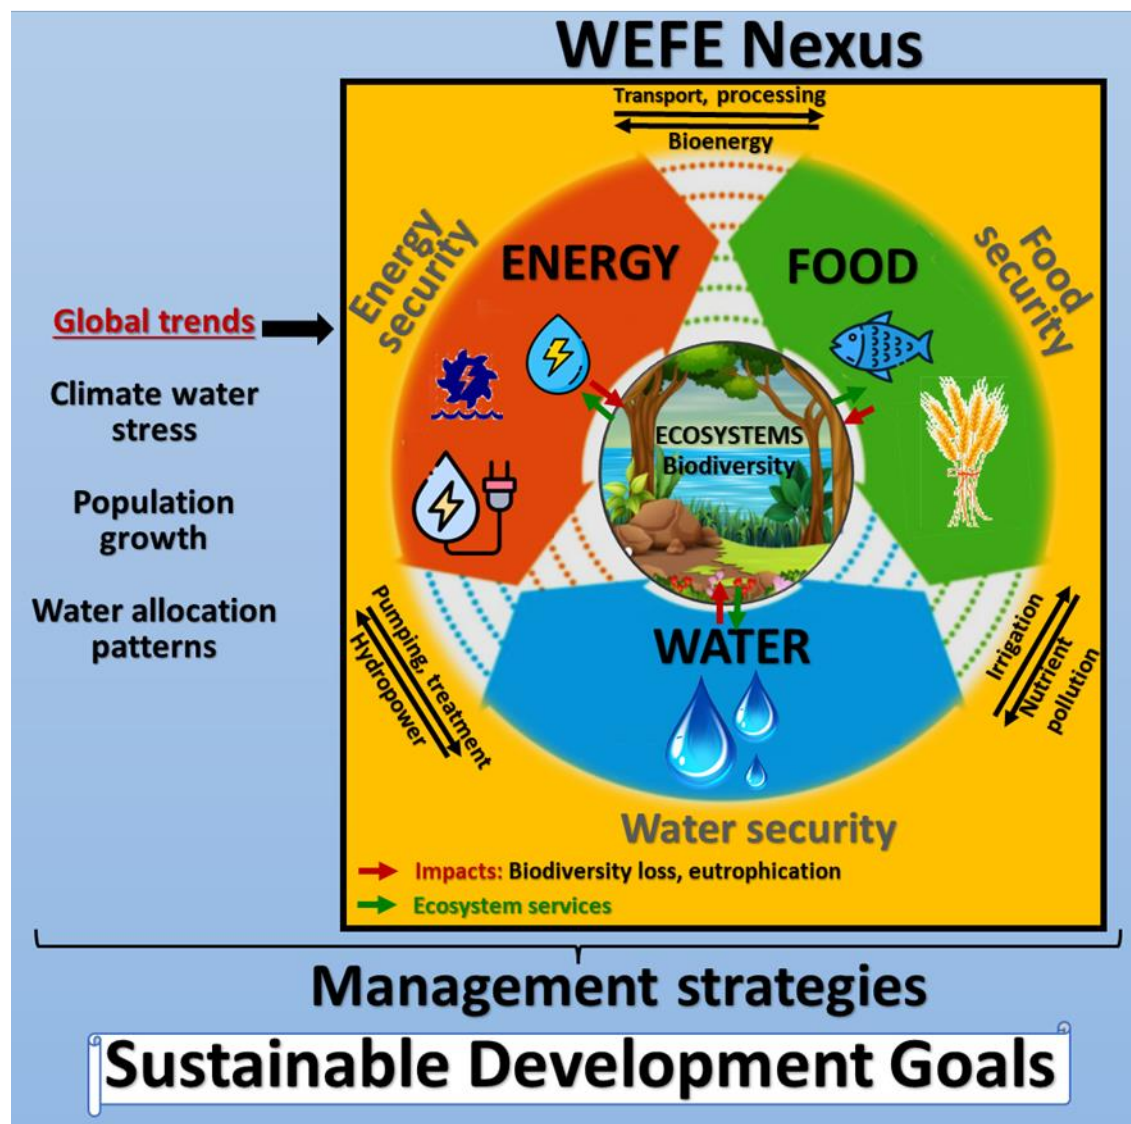 WEFE Nexus
Transport, processing
Bioenergy
Energy
security
ENERGY
FOOD
Food
security
Global trends
Climate water
stress
Population
growth
Water allocation
patterns
ECOSYSTEMS
Biodiversity
Pumping, treatment
Hydropower
WATER
Irrigation
Nutrient
pollution
Water security
Impacts: Biodiversity loss, eutrophication
Ecosystem services
Management strategies
Sustainable Development Goals